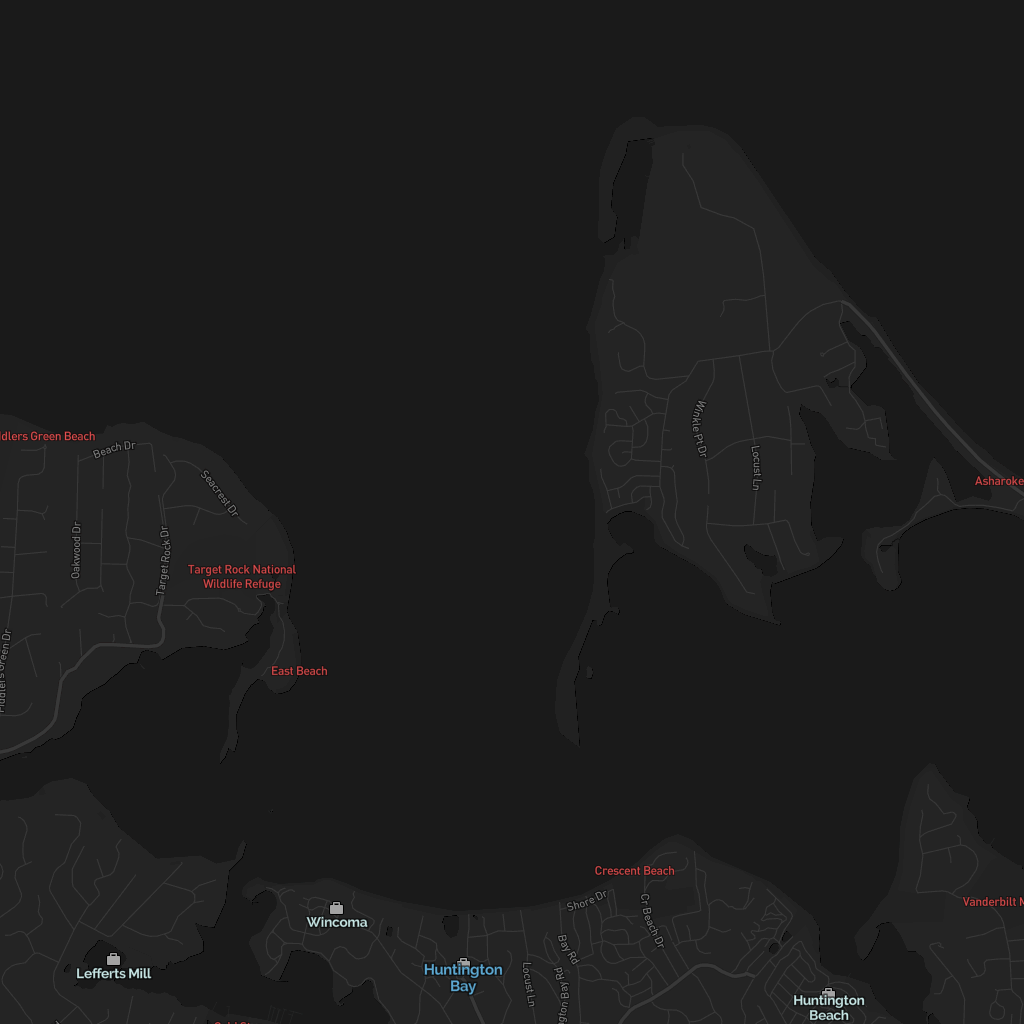 dlers Green Beach
Beach Dr
Seacrest Dr
Winkle Pt Dr
Locust Ln
Asharoke
Oakwood Dr
Target Rock Dr
Target Rock National
Wildlife Refuge
Fiddlers Green Dr
East Beach
Crescent Beach
Shore Dr
Cr Beach Dr
Vanderbilt M
Wincoma
Lefferts Mill
Huntington
Bay
Bay Rd
Locust Ln
ngton Bay Rd
Huntington
Beach